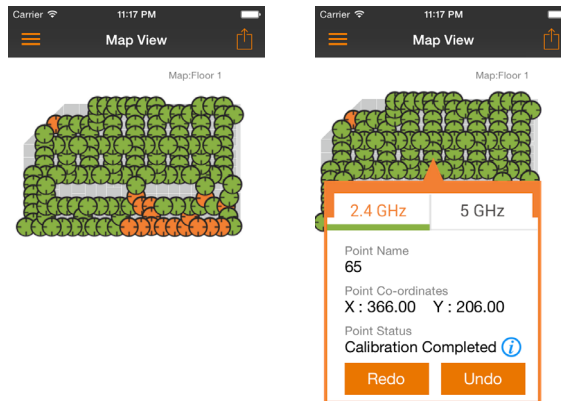 Carrier 11:17 PM
Map View
Map:Floor 1
Carrier 11:17 PM
Map View
Map:Floor 1
2.4 GHz 5 GHz
Point Name
65
Point Co-ordinates
X : 366.00 Y : 206.00
Point Status
Calibration Completed i
Redo Undo